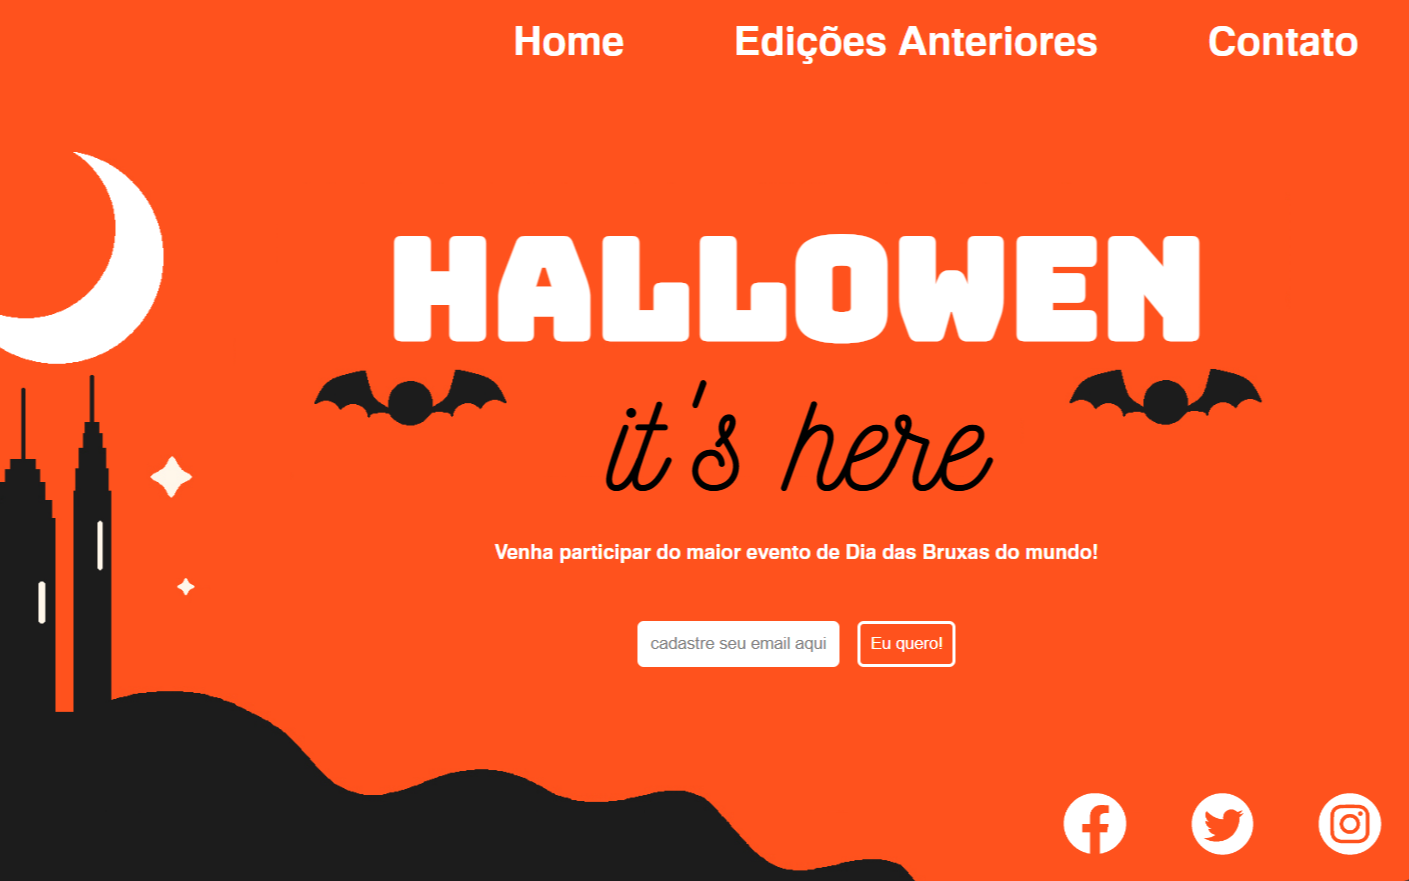 Home Edições Anteriores Contato
HALLOWEN
it's here
Venha participar do maior evento de Dia das Bruxas do mundo!
cadastre seu email aqui Eu quero!